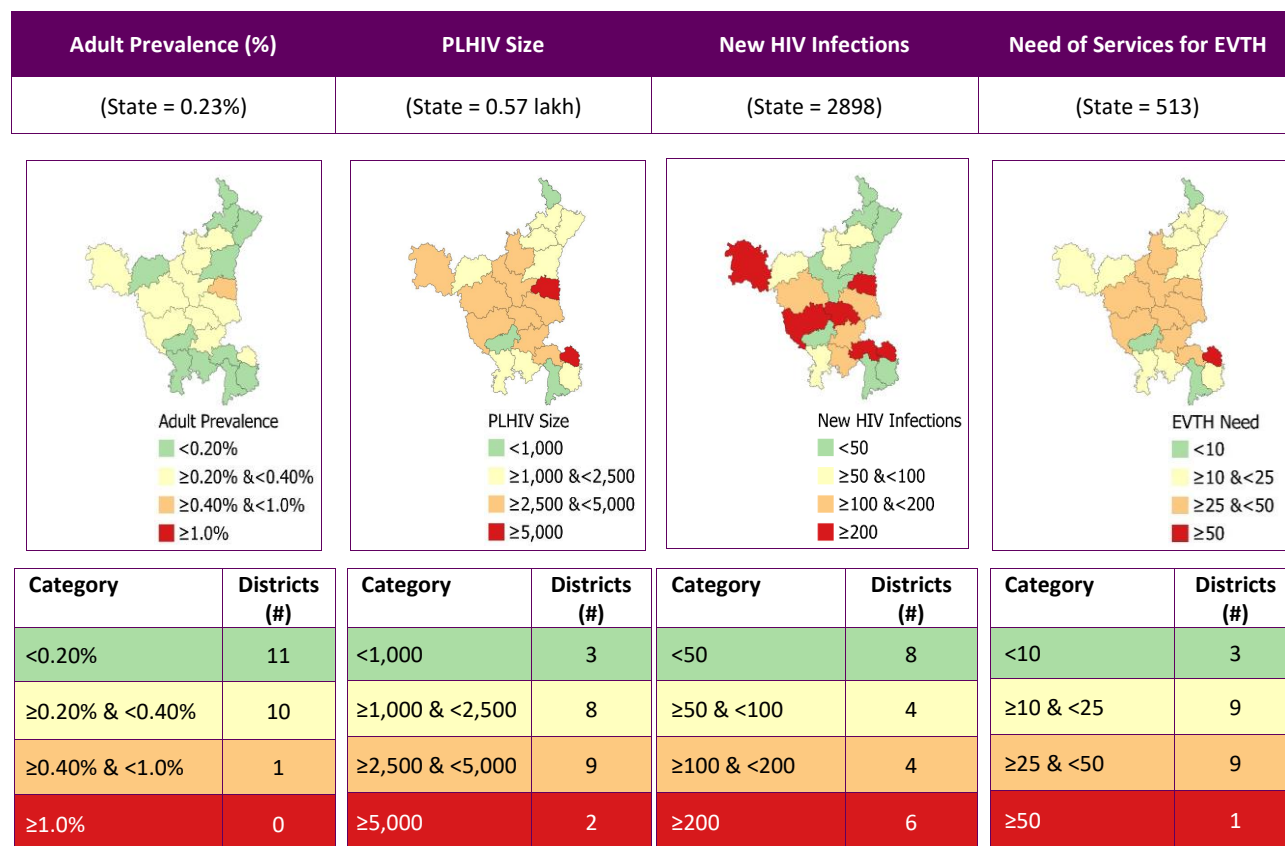 Adult Prevalence (%) PLHIV Size New HIV Infections Need of Services for EVTH
(State = 0.23%) (State = 0.57 lakh) (State = 2898) (State = 513)
Adult Prevalence
<0.20%
≥0.20% &<0.40%
≥0.40% &<1.0%
≥1.0%
PLHIV Size
<1,000
≥1,000 &<2,500
≥2,500 &<5,000
≥5,000
New HIV Infections
<50
≥50 &<100
≥100 &<200
≥200
EVTH Need
<10
≥10 &<25
≥25 &<50
≥50
Category Districts
(#)
<0.20% 11
≥0.20% & <0.40% 10
≥0.40% & <1.0% 1
≥1.0% 0
Category Districts
(#)
<1,000 3
≥1,000 & <2,500 8
≥2,500 & <5,000 9
≥5,000 2
Category Districts
(#)
<50 8
≥50 & <100 4
≥100 & <200 4
≥200 6
Category Districts
(#)
<10 3
≥10 & <25 9
≥25 & <50 9
≥50 1